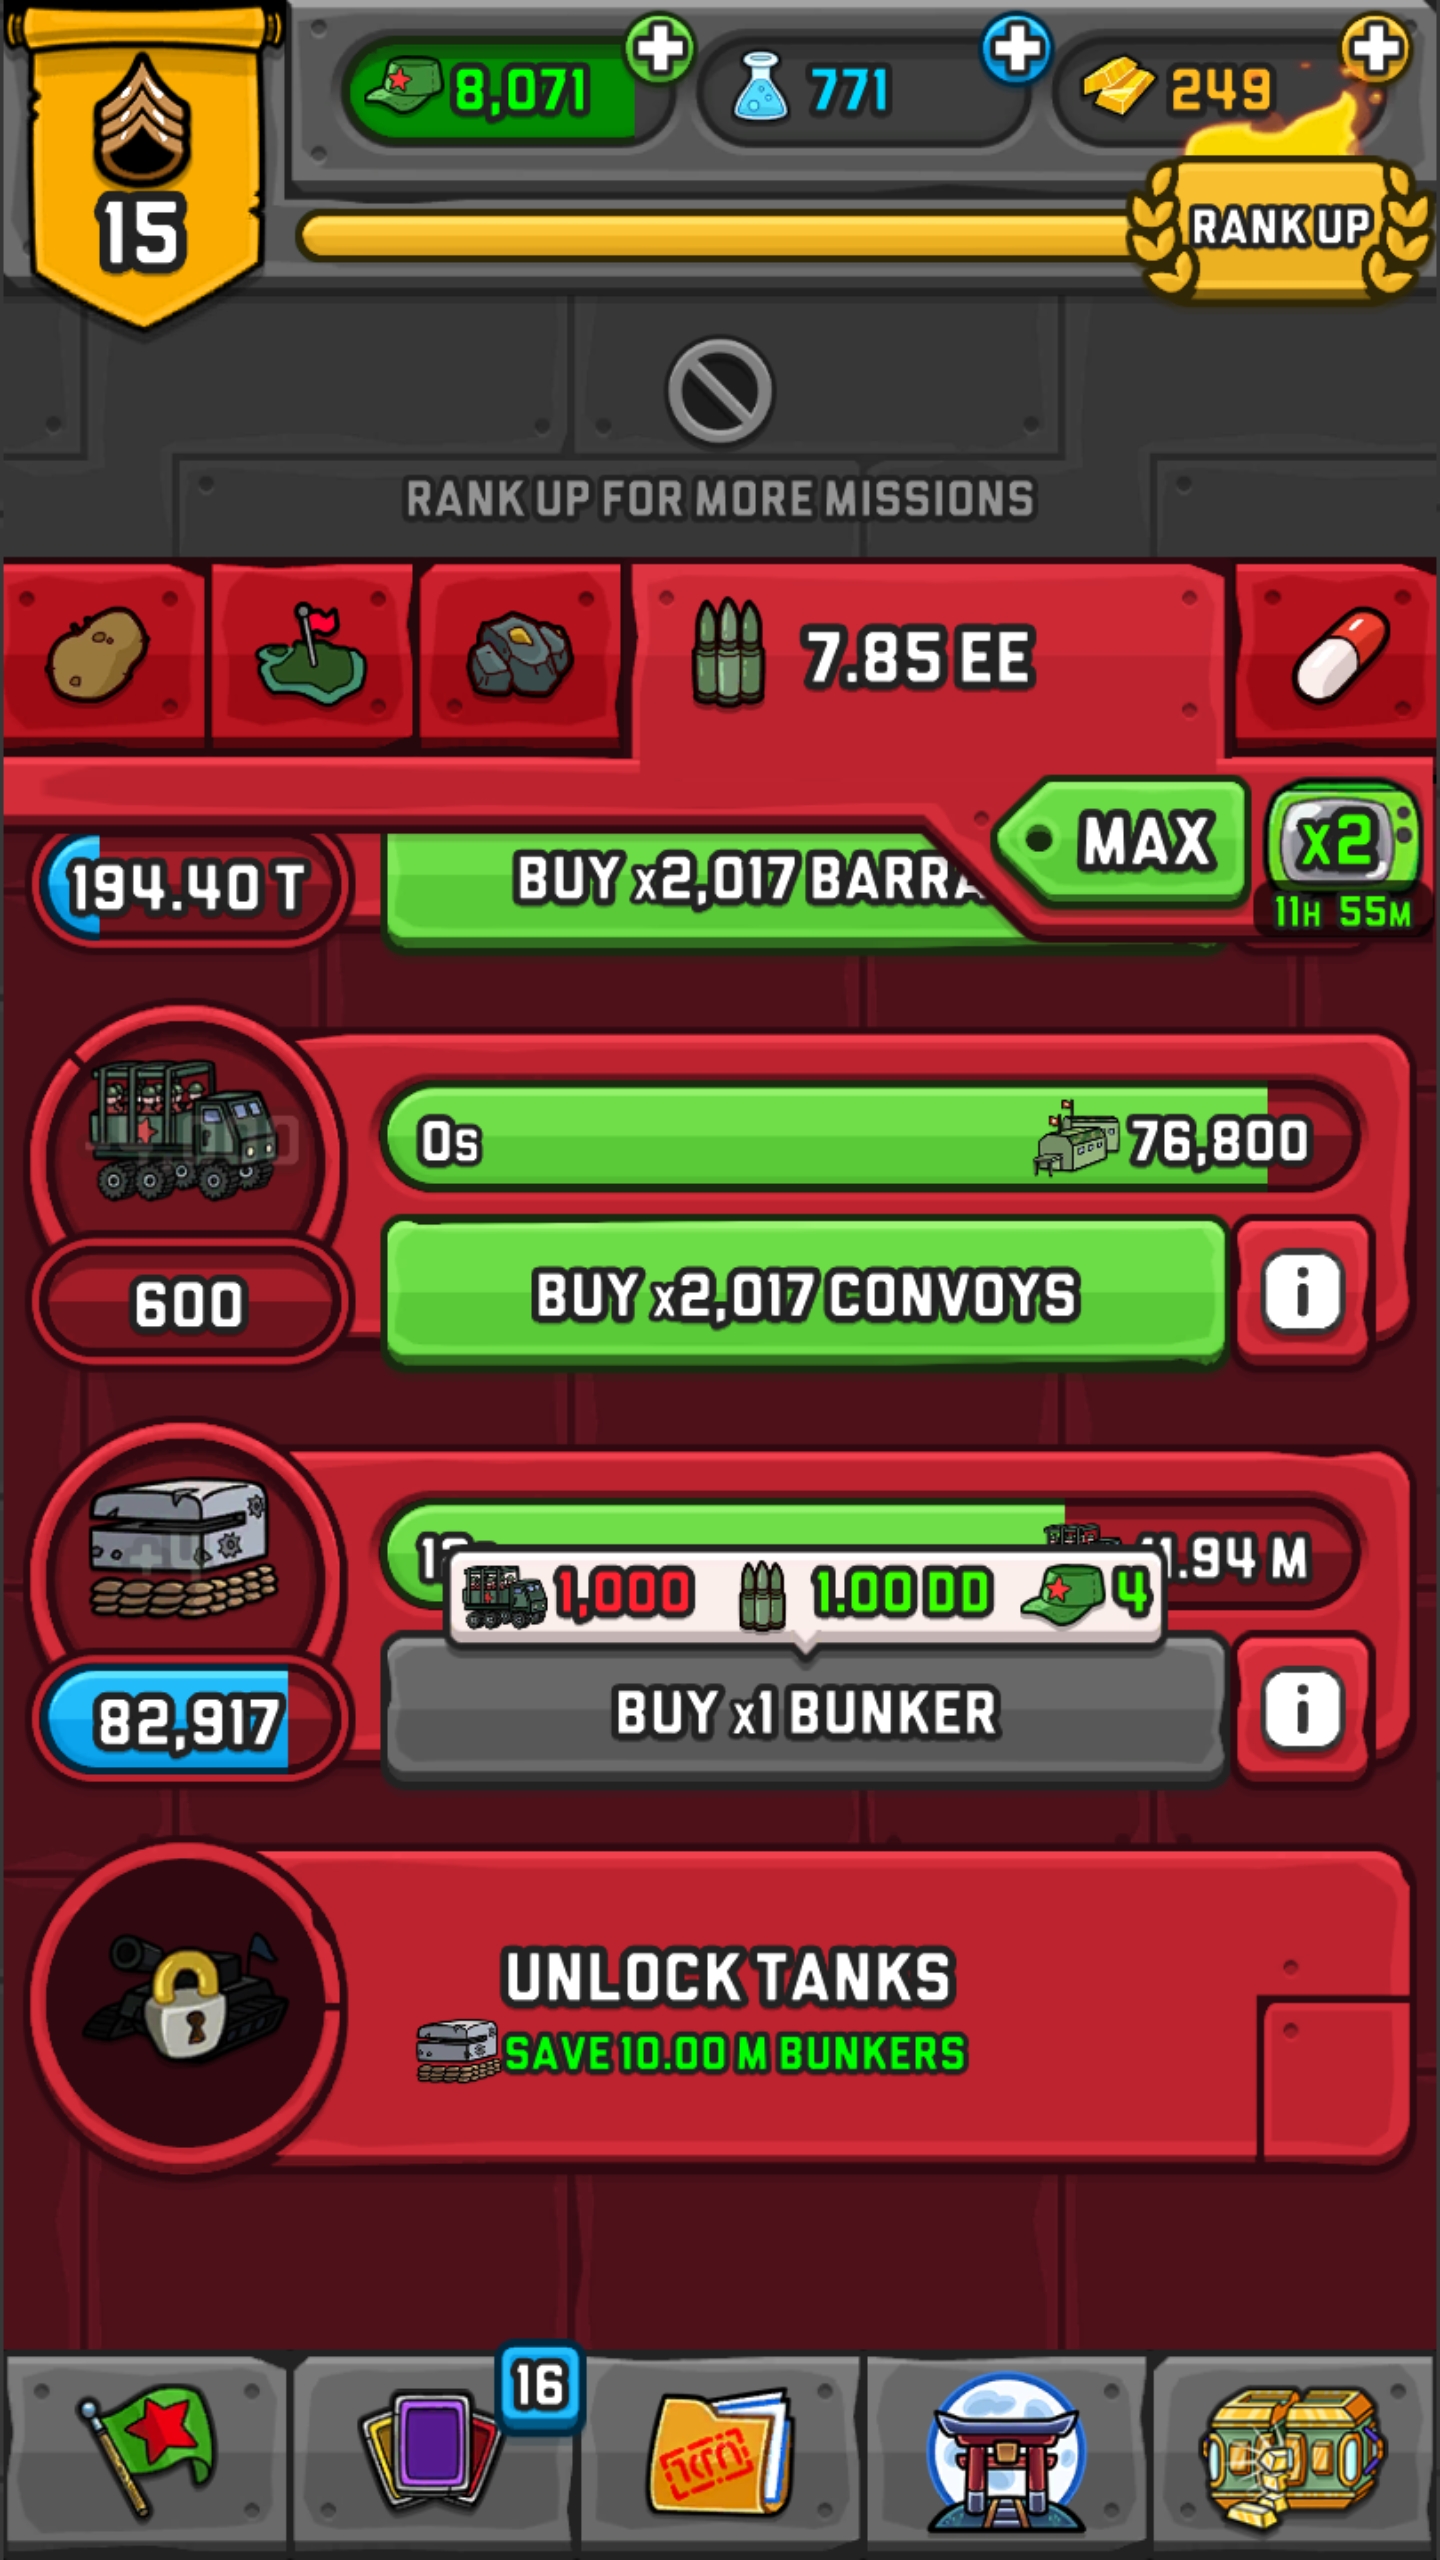 8,071
771
249
15
RANK UP
RANK UP FOR MORE MISSIONS
7.85 EE
MAX
x2
11H 55M
194.40 T
BUY x2,017
0s
76,800
600
BUY x2,017 CONVOYS
1.94 M
1,000
1.00 DD
4
82,917
BUY x1 BUNKER
UNLOCK TANKS
SAVE 10.00 M BUNKERS
16